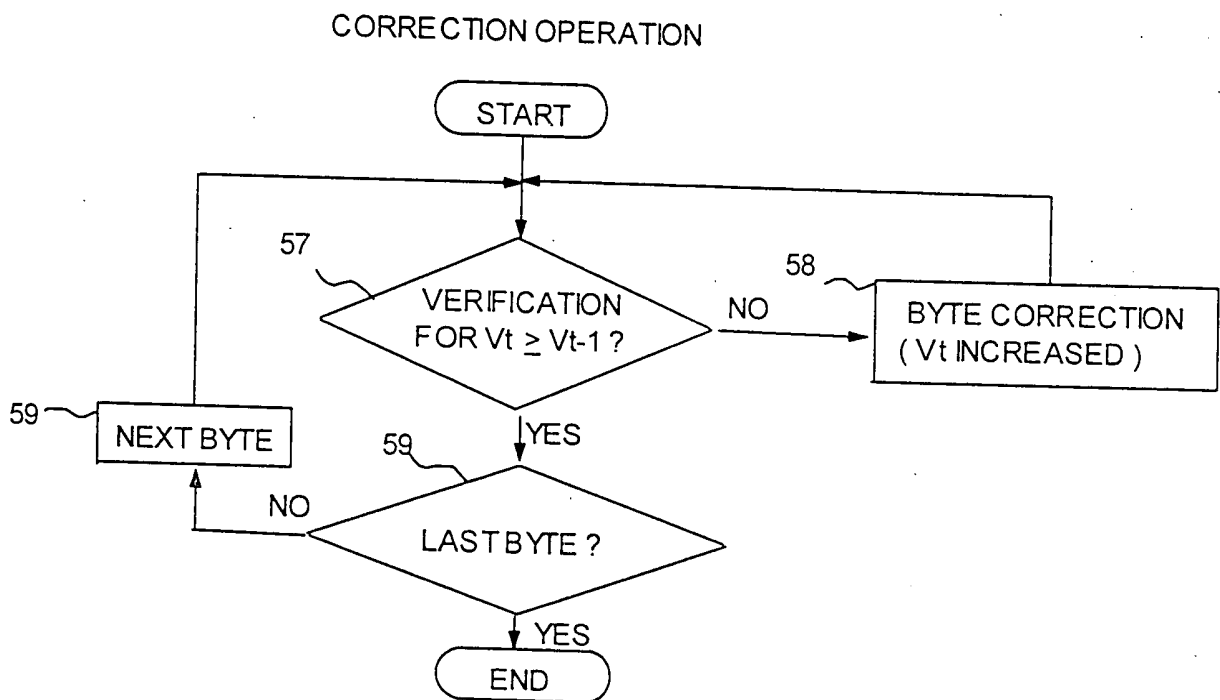 CORRECTION OPERATION
START
57
VERIFICATION
FOR Vt ≥ Vt-1 ?
NO
58
BYTE CORRECTION
( Vt INCREASED )
59
NEXT BYTE
YES
59
NO
LAST BYTE ?
YES
END